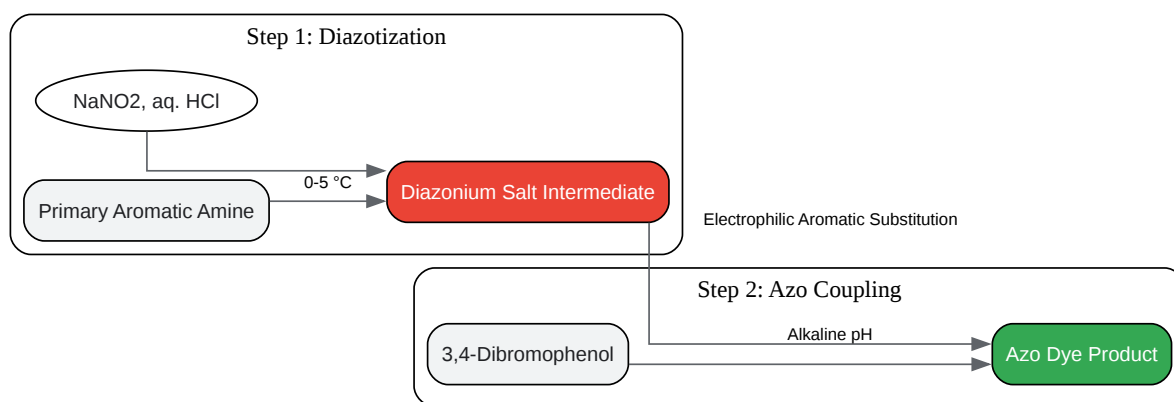 Step 1: Diazotization
NaNO2, aq. HCl
0-5 °C
Primary Aromatic Amine
Diazonium Salt Intermediate
Electrophilic Aromatic Substitution
Step 2: Azo Coupling
3,4-Dibromophenol
Alkaline pH
Azo Dye Product